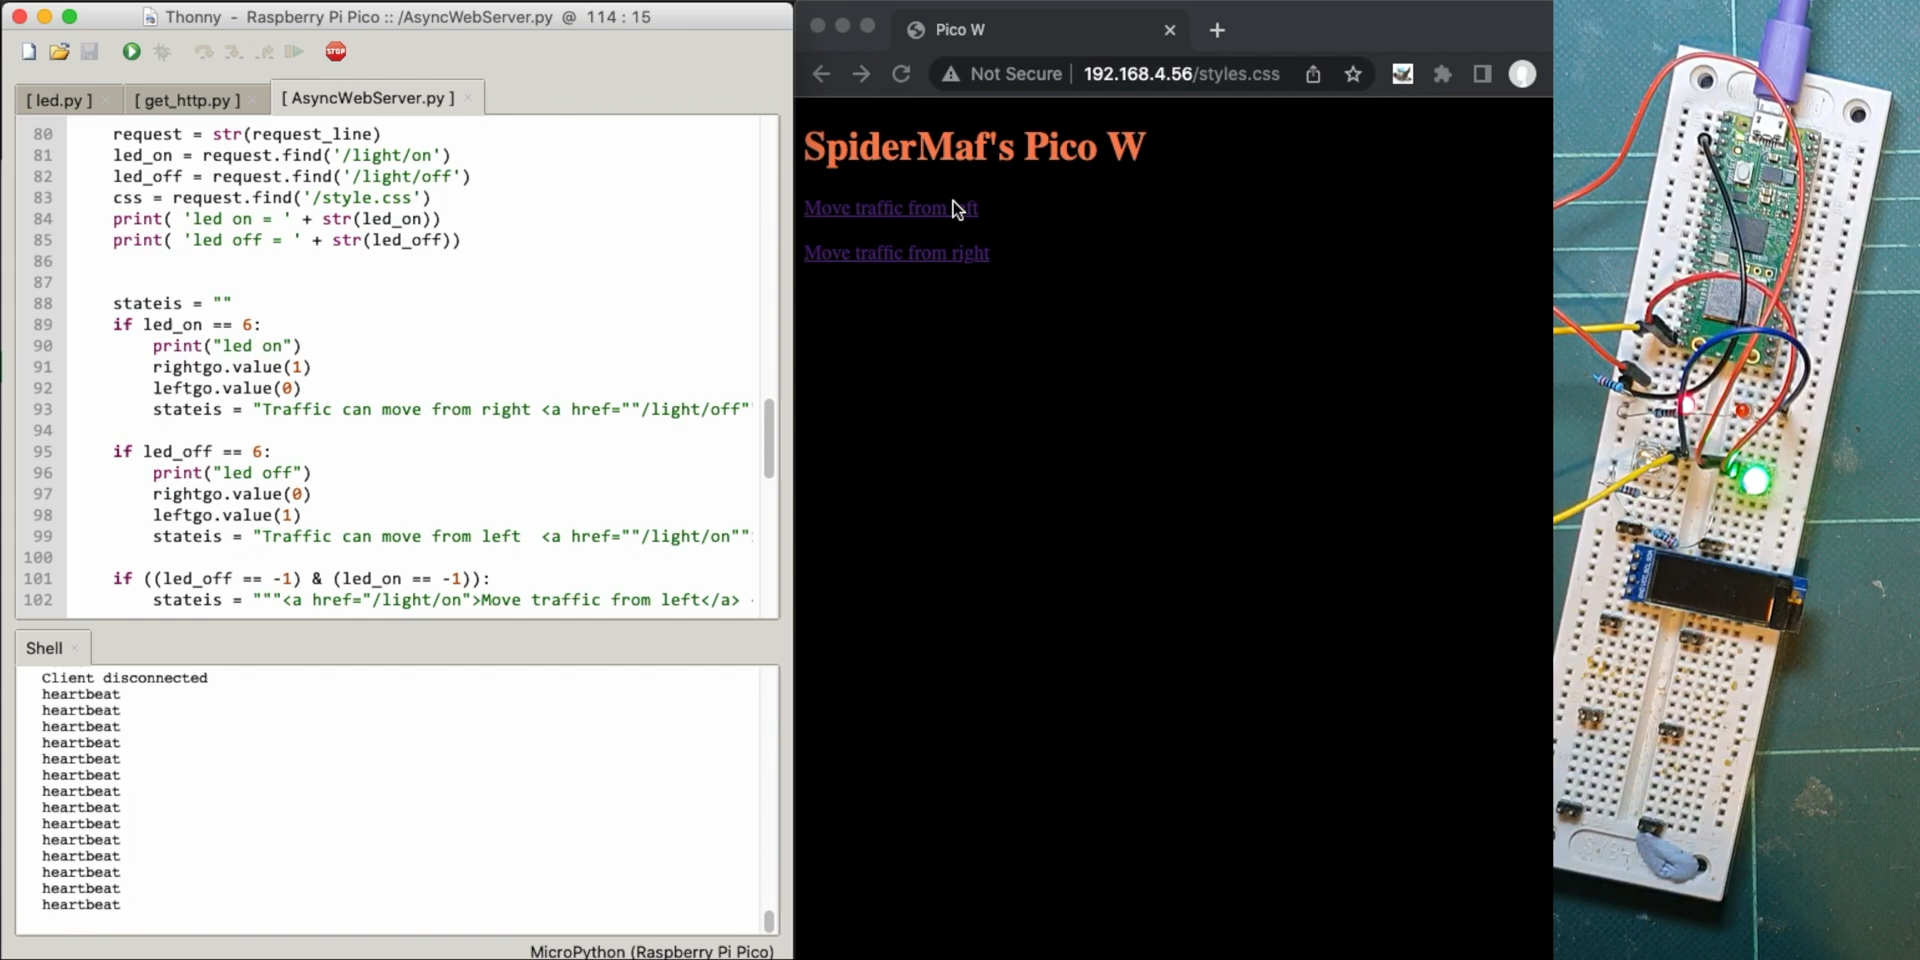 Thonny - Raspberry Pi Pico :: /AsyncWebServer.py @ 114 : 15
STOP
[ led.py ]
[ get_http.py ]
[ AsyncWebServer.py ]
80 request = str(request_line)
81 led_on = request.find('/light/on')
82 led_off = request.find('/light/off')
83 css = request.find('/style.css')
84 print( 'led on = ' + str(led_on))
85 print( 'led off = ' + str(led_off))
86
87
88 stateis = ""
89 if led_on == 6:
90 print("led on")
91 rightgo.value(1)
92 leftgo.value(0)
93 stateis = "Traffic can move from right <a href=""/light/off"
94
95 if led_off == 6:
96 print("led off")
97 rightgo.value(0)
98 leftgo.value(1)
99 stateis = "Traffic can move from left  <a href=""/light/on""
100
101 if ((led_off == -1) & (led_on == -1)):
102 stateis = """<a href="/light/on">Move traffic from left</a>
Shell
Client disconnected
heartbeat
heartbeat
heartbeat
heartbeat
heartbeat
heartbeat
heartbeat
heartbeat
heartbeat
heartbeat
heartbeat
heartbeat
heartbeat
heartbeat
MicroPython (Raspberry Pi Pico)
Pico W
Not Secure
192.168.4.56/styles.css
SpiderMaf's Pico W
Move traffic from left
Move traffic from right